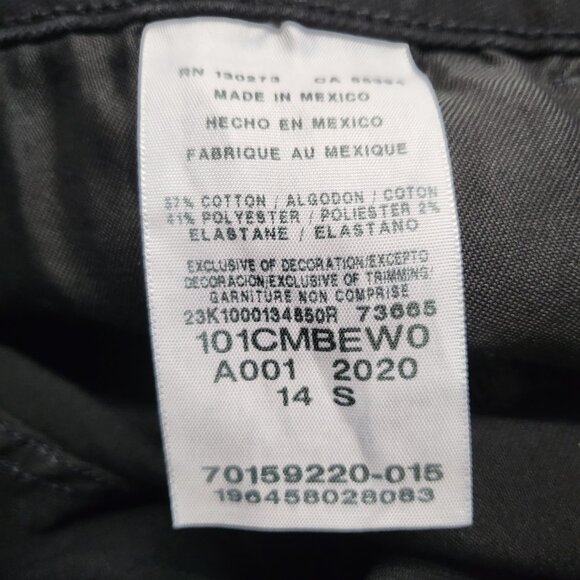 RN 130273 CA 55394
MADE IN MEXICO
HECHO EN MEXICO
FABRIQUE AU MEXIQUE
57% COTTON / ALGODON / COTON
41% POLYESTER / POLIESTER 2%
ELASTANE / ELASTANO
EXCLUSIVE OF DECORATION/EXCEPTO
DECORACION/EXCLUSIVE OF TRIMMING/
GARNITURE NON COMPRISE
23K1000134850R 73665
101CMBEW0
A001 2020
14 S
70159220-015
196458028083